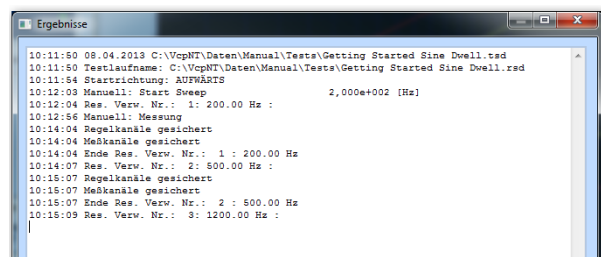 Ergebnisse
10:11:50 08.04.2013 C:\VcpNT\Daten\Manual\Tests\Getting Started Sine Dwell.tsd
10:11:50 Testlaufname: C:\VcpNT\Daten\Manual\Tests\Getting Started Sine Dwell.rsd
10:11:54 Startrichtung: AUFWÄRTS
10:12:03 Manuell: Start Sweep 2,000e+002 [Hz]
10:12:04 Res. Verw. Nr.: 1: 200.00 Hz :
10:12:56 Manuell: Messung
10:14:04 Regelkanäle gesichert
10:14:04 Meßkanäle gesichert
10:14:04 Ende Res. Verw. Nr.: 1 : 200.00 Hz
10:14:07 Res. Verw. Nr.: 2: 500.00 Hz :
10:15:07 Regelkanäle gesichert
10:15:07 Meßkanäle gesichert
10:15:07 Ende Res. Verw. Nr.: 2 : 500.00 Hz
10:15:09 Res. Verw. Nr.: 3: 1200.00 Hz :